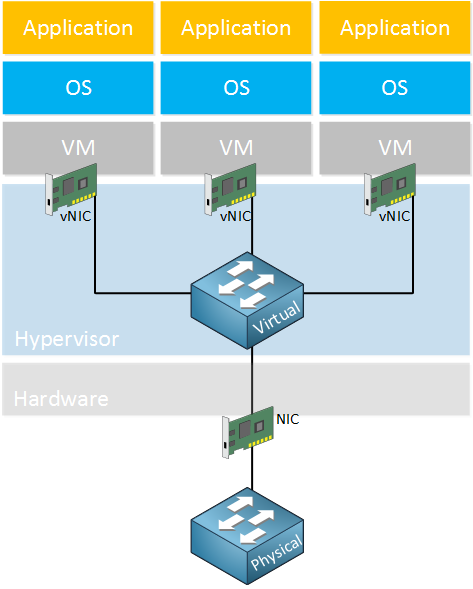 Application
Application
Application
OS
OS
OS
VM
VM
VM
vNIC
vNIC
vNIC
Virtual
Hypervisor
Hardware
NIC
Physical